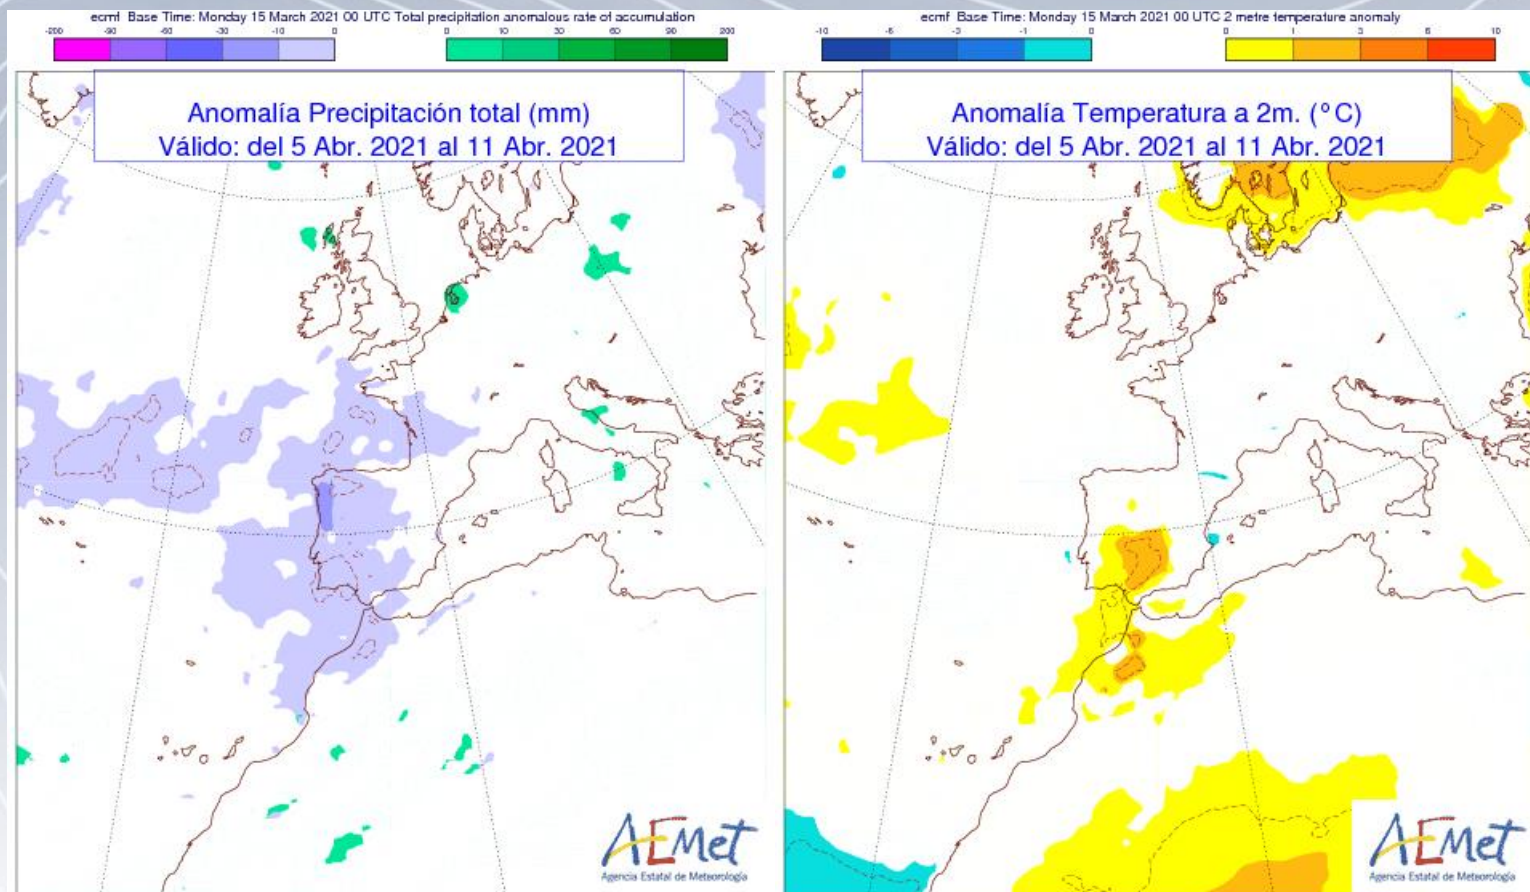 ecmf Base Time: Monday 15 March 2021 00 UTC Total precipitation anomalous rate of accumulation
-200 -90 -60 -30 -10 0 0 10 30 60 90 200
Anomalía Precipitación total (mm)
Válido: del 5 Abr. 2021 al 11 Abr. 2021
AEMet
Agencia Estatal de Meteorología
ecmf Base Time: Monday 15 March 2021 00 UTC 2 metre temperature anomaly
-10 -6 -3 -1 0 0 1 3 6 10
Anomalía Temperatura a 2m. (ºC)
Válido: del 5 Abr. 2021 al 11 Abr. 2021
AEMet
Agencia Estatal de Meteorología